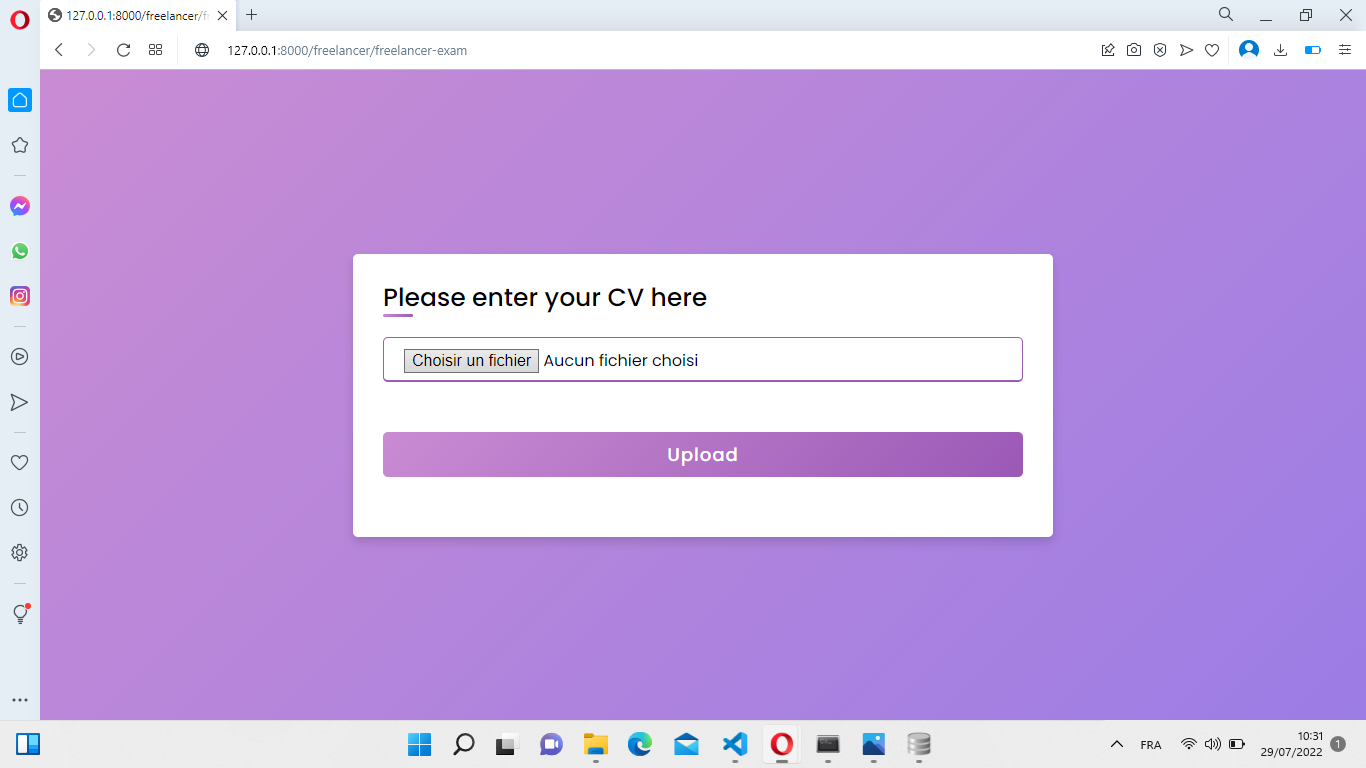 127.0.0.1:8000/freelancer/fr
127.0.0.1:8000/freelancer/freelancer-exam
Please enter your CV here
Choisir un fichier Aucun fichier choisi
Upload
FRA
10:31
29/07/2022
1